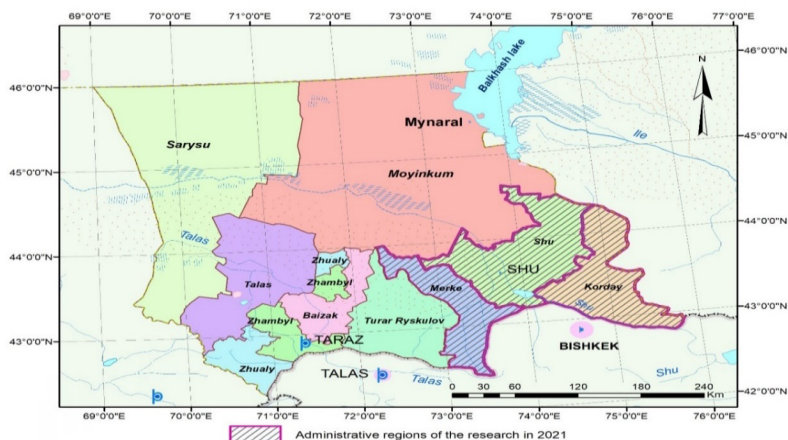 69°0'0"E 70°0'0"E 71°0'0"E 72°0'0"E 73°0'0"E 74°0'0"E 75°0'0"E 76°0'0"E 77°0'0"E
46°0'0"N
46°0'0"N
45°0'0"N
45°0'0"N
44°0'0"N
44°0'0"N
43°0'0"N
43°0'0"N
42°0'0"N
Balkhash lake
N
Mynaral
Ile
Sarysu
Moyinkum
Talas
Shu
SHU
Zhualy
Talas
Zhambyl
Merke
Korday
Shu
Zhambyl
Baizak
Turar Ryskulov
TARAZ
BISHKEK
Zhualy
TALAS
Talas
Shu
0 30 60 120 180 240
Km
69°0'0"E 70°0'0"E 71°0'0"E 72°0'0"E 73°0'0"E 74°0'0"E 75°0'0"E 76°0'0"E
Administrative regions of the research in 2021